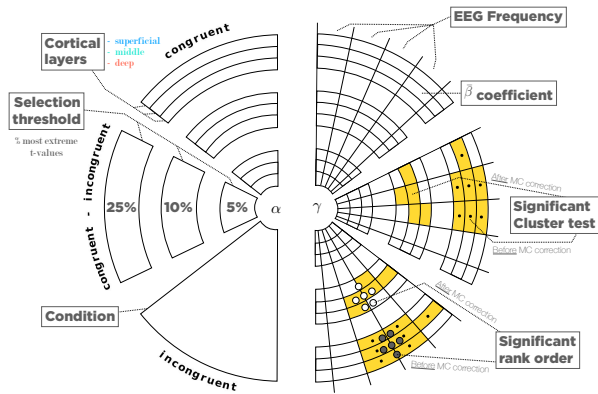 EEG Frequency
Cortical
layers
- superficial
- middle
- deep
congruent
β̄ coefficient
Selection
threshold
% most extreme
t-values
congruent - incongruent
25%
10%
5%
α
γ
After MC correction
Significant
Cluster test
Before MC correction
After MC correction
Condition
Significant
rank order
Before MC correction
incongruent